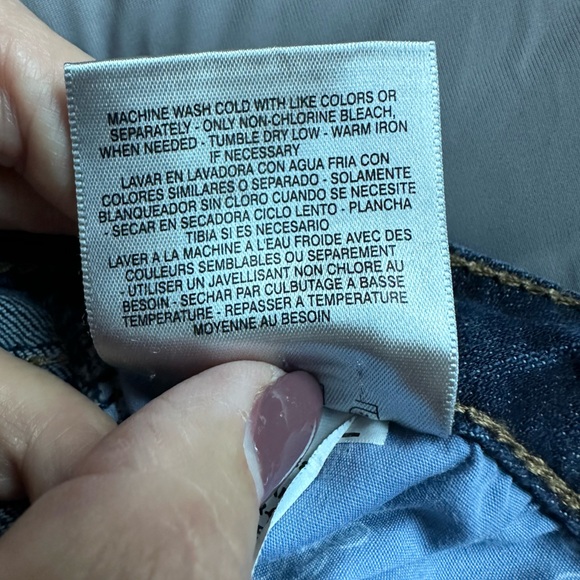 MACHINE WASH COLD WITH LIKE COLORS OR
SEPARATELY - ONLY NON-CHLORINE BLEACH,
WHEN NEEDED - TUMBLE DRY LOW - WARM IRON
IF NECESSARY
LAVAR EN LAVADORA CON AGUA FRIA CON
COLORES SIMILARES O SEPARADO - SOLAMENTE
BLANQUEADOR SIN CLORO CUANDO SE NECESITE
- SECAR EN SECADORA CICLO LENTO - PLANCHA
TIBIA SI ES NECESARIO
LAVER A LA MACHINE A L'EAU FROIDE AVEC DES
COULEURS SEMBLABLES OU SEPAREMENT
- UTILISER UN JAVELLISANT NON CHLORE AU
BESOIN - SECHAR PAR CULBUTAGE A BASSE
TEMPERATURE - REPASSER A TEMPERATURE
MOYENNE AU BESOIN